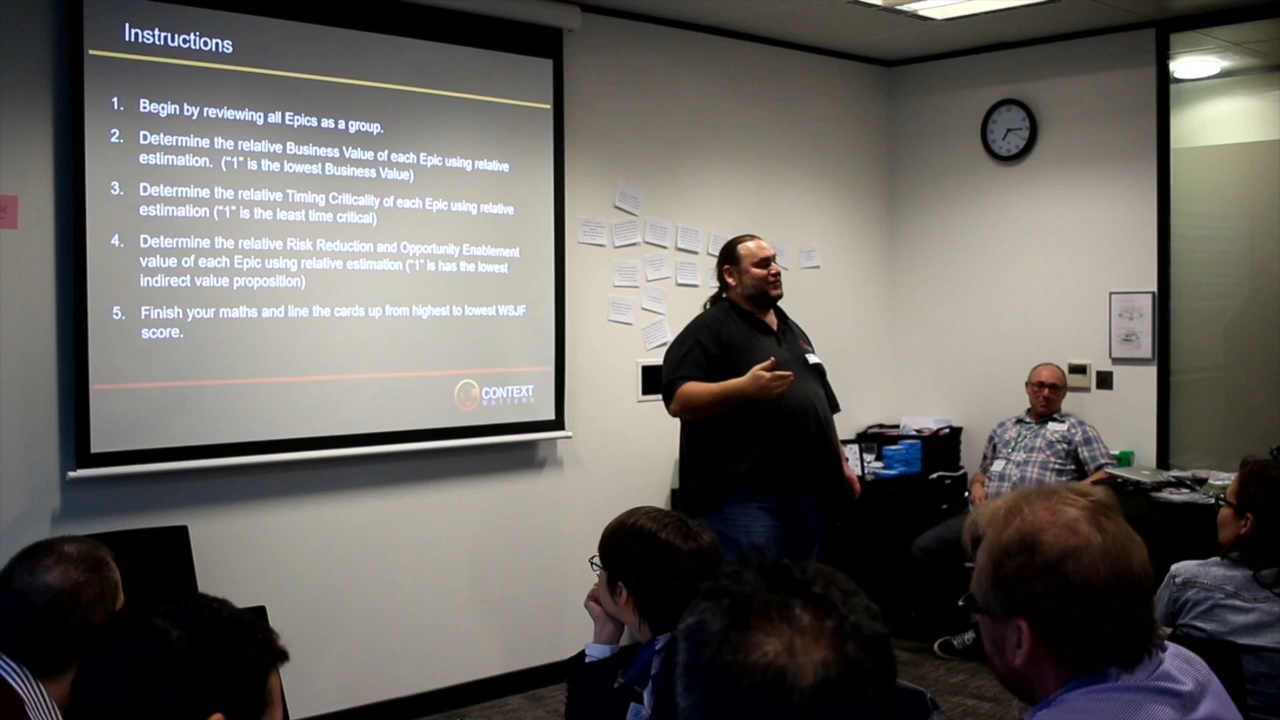 Instructions
1. Begin by reviewing all Epics as a group.
2. Determine the relative Business Value of each Epic using relative
estimation. ("1" is the lowest Business Value)
3. Determine the relative Timing Criticality of each Epic using relative
estimation ("1" is the least time critical)
4. Determine the relative Risk Reduction and Opportunity Enablement
value of each Epic using relative estimation ("1" is has the lowest
indirect value proposition)
5. Finish your maths and line the cards up from highest to lowest WSJF
score.
CONTEXT
MATTERS